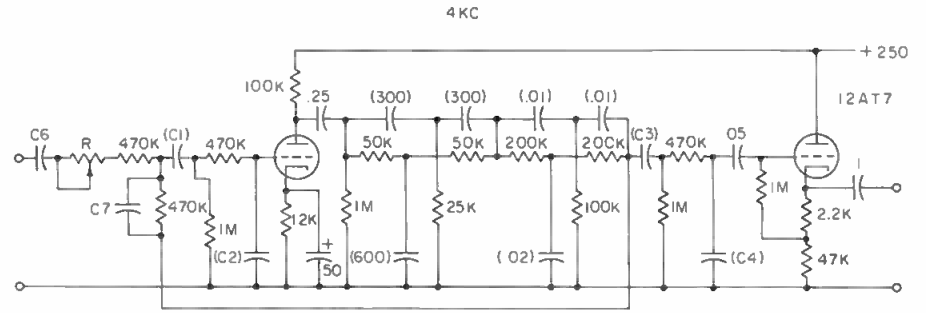 4KC
+250
100K
.25
(300)
(300)
(.01)
(.01)
12AT7
C6
R
470K
(C1)
470K
50K
50K
200K
200K
(C3)
470K
05
1
C7
470K
1M
(C2)
12K
+
50
1M
(600)
25K
(.02)
100K
1M
(C4)
1M
2.2K
47K